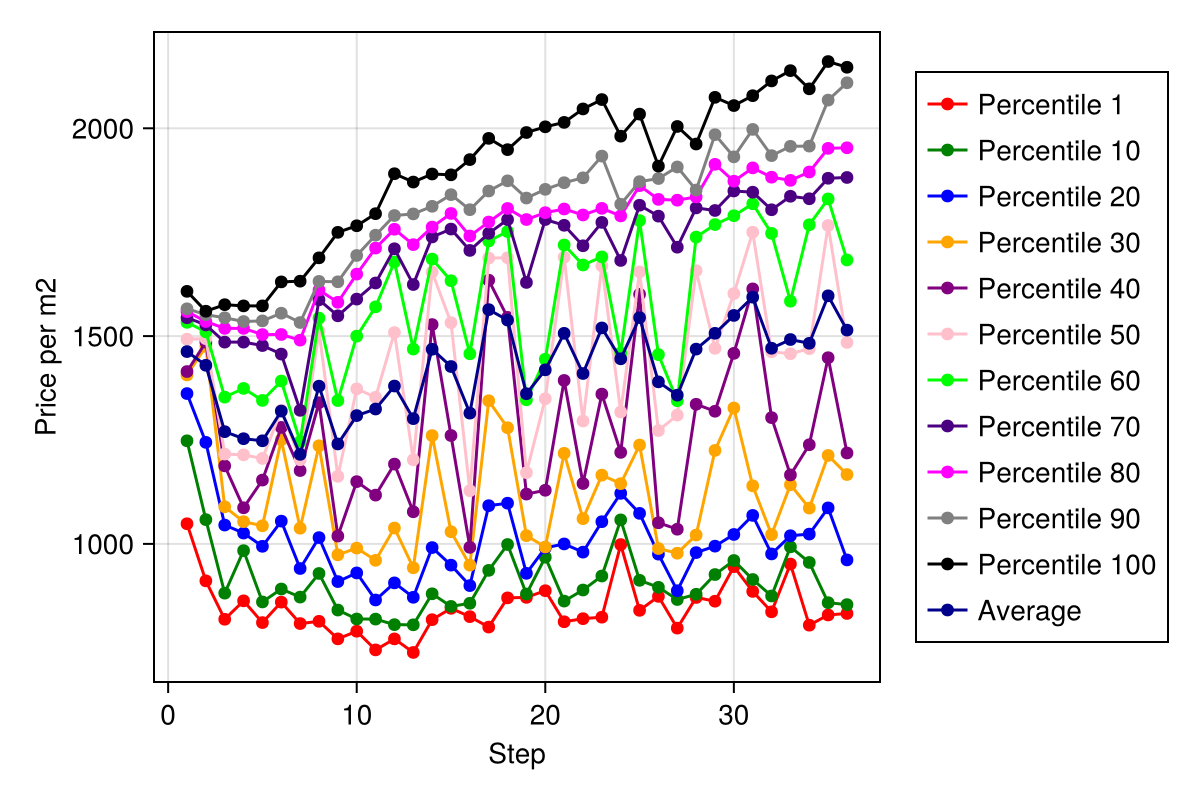 2000
1500
1000
Price per m2
0 10 20 30
Step
Percentile 1
Percentile 10
Percentile 20
Percentile 30
Percentile 40
Percentile 50
Percentile 60
Percentile 70
Percentile 80
Percentile 90
Percentile 100
Average